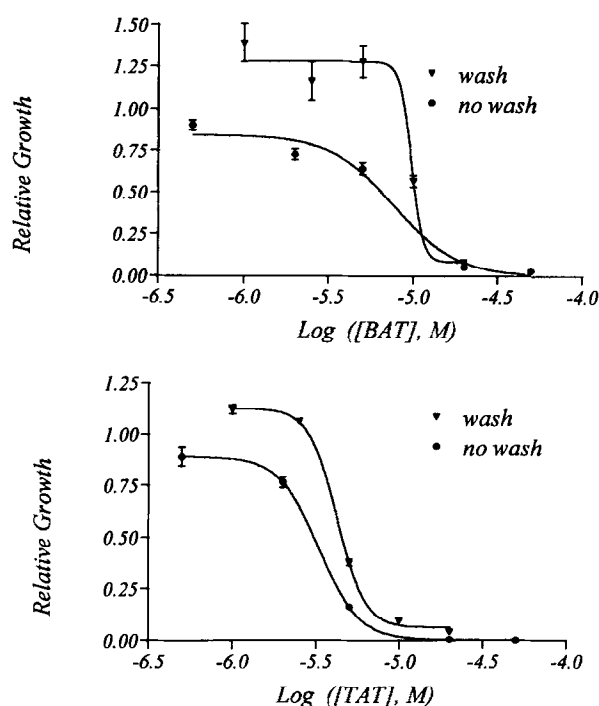 1.50
1.25
1.00
0.75
0.50
0.25
0.00
Relative Growth
wash
no wash
-6.5 -6.0 -5.5 -5.0 -4.5 -4.0
Log ([BAT], M)
1.25
1.00
0.75
0.50
0.25
0.00
Relative Growth
wash
no wash
-6.5 -6.0 -5.5 -5.0 -4.5 -4.0
Log ([TAT], M)